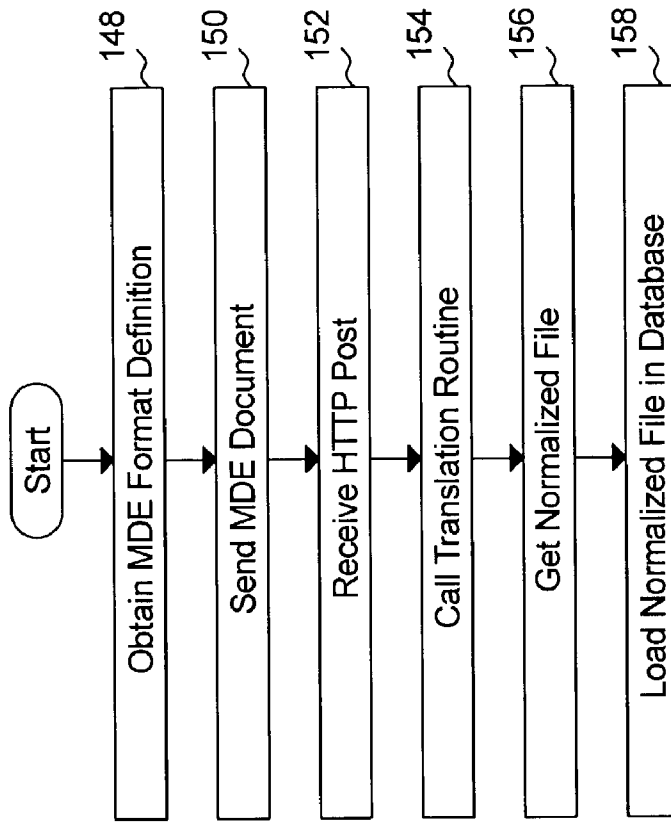 Start
Obtain MDE Format Definition
148
Send MDE Document
150
Receive HTTP Post
152
Call Translation Routine
154
Get Normalized File
156
Load Normalized File in Database
158